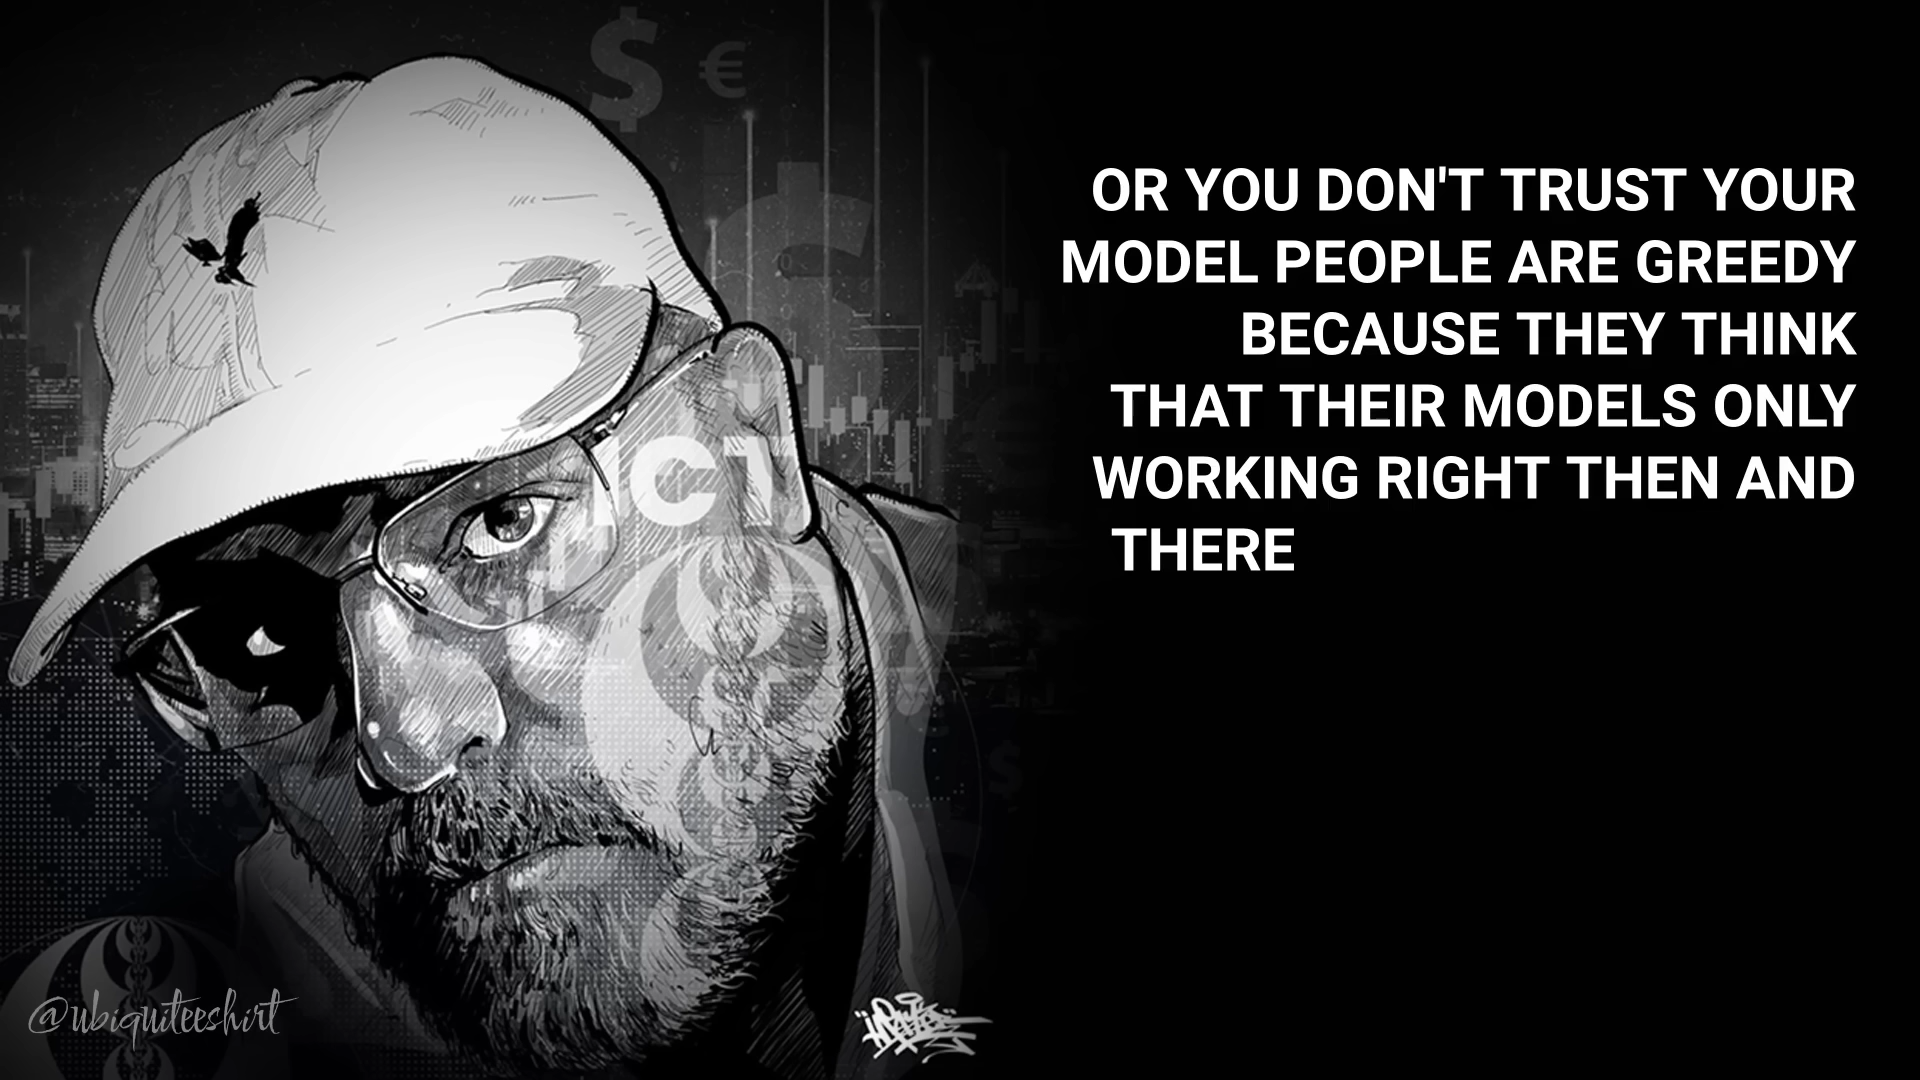 $ €
ICT
OR YOU DON'T TRUST YOUR
MODEL PEOPLE ARE GREEDY
BECAUSE THEY THINK
THAT THEIR MODELS ONLY
WORKING RIGHT THEN AND
THERE
@ubiquiteeshirt